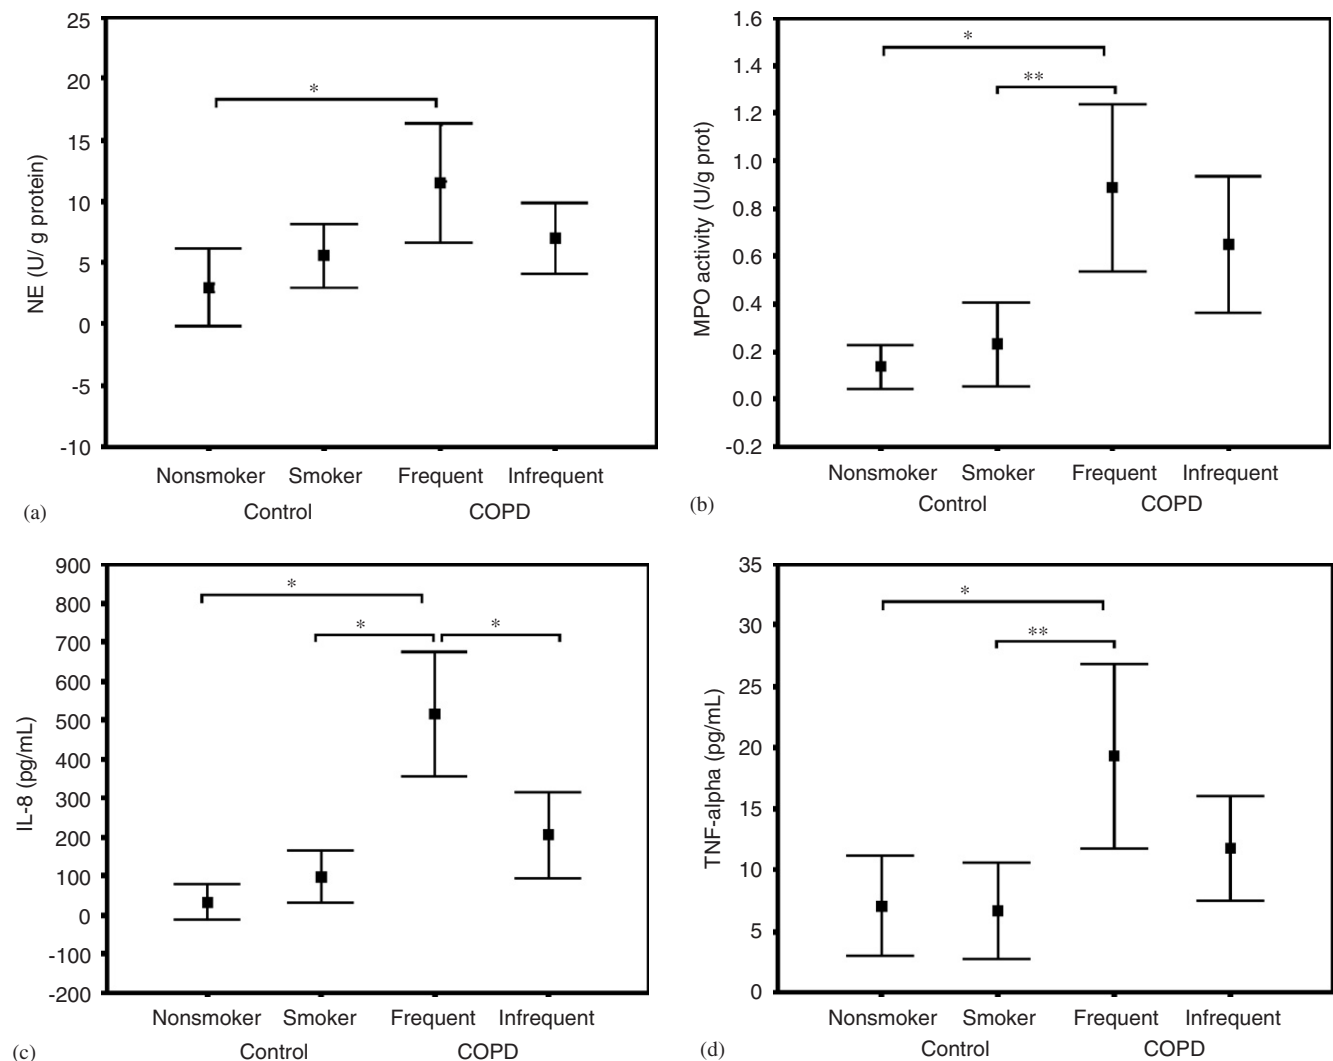 25
20
15
10
5
0
-5
-10
NE (U/ g protein)
*
Nonsmoker Smoker Frequent Infrequent
Control COPD
(a)
1.6
1.4
1.2
1.0
0.8
0.6
0.4
0.2
0.0
-0.2
MPO activity (U/g prot)
*
**
Nonsmoker Smoker Frequent Infrequent
Control COPD
(b)
900
800
700
600
500
400
300
200
100
0
-100
-200
IL-8 (pg/mL)
*
* *
Nonsmoker Smoker Frequent Infrequent
Control COPD
(c)
35
30
25
20
15
10
5
0
TNF-alpha (pg/mL)
*
**
Nonsmoker Smoker Frequent Infrequent
Control COPD
(d)